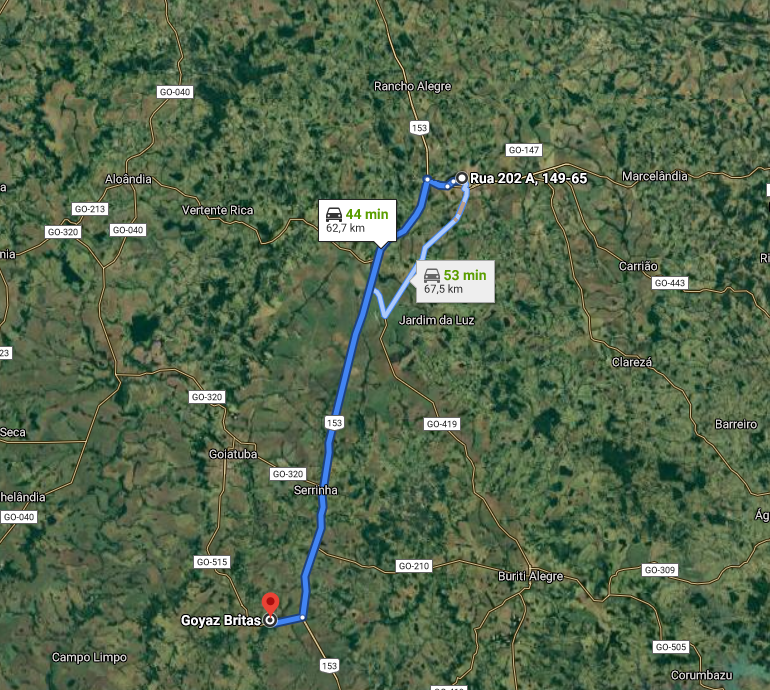 GO-040
Rancho Alegre
153
GO-147
Aloândia
Rua 202 A, 149-65
Marcelândia
GO-213
Vertente Rica
44 min
62,7 km
GO-320
GO-040
Carrião
53 min
67,5 km
GO-443
Jardim da Luz
23
Clarezá
GO-320
153
GO-419
Barreiro
Seca
Goiatuba
GO-320
Serrinha
helândia
GO-040
Ág
GO-515
GO-210
GO-309
Buriti Alegre
Goyaz Britas
GO-505
Campo Limpo
153
Corumbazu